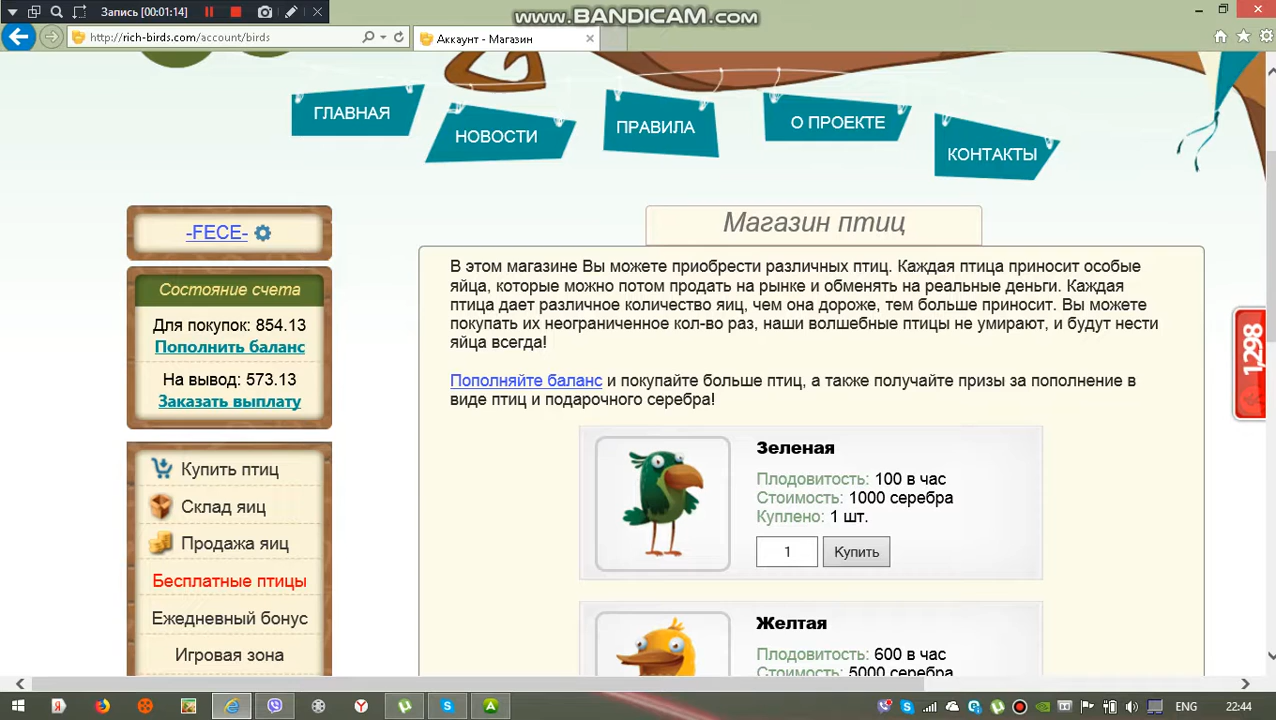 Запись [00:01:14]
www.BANDICAM.com
http://rich-birds.com/account/birds
Аккаунт - Магазин
ГЛАВНАЯ
НОВОСТИ
ПРАВИЛА
О ПРОЕКТЕ
КОНТАКТЫ
-FECE-
Состояние счета
Для покупок: 854.13
Пополнить баланс
На вывод: 573.13
Заказать выплату
Купить птиц
Склад яиц
Продажа яиц
Бесплатные птицы
Ежедневный бонус
Игровая зона
Магазин птиц
В этом магазине Вы можете приобрести различных птиц. Каждая птица приносит особые
яйца, которые можно потом продать на рынке и обменять на реальные деньги. Каждая
птица дает различное количество яиц, чем она дороже, тем больше приносит. Вы можете
покупать их неограниченное кол-во раз, наши волшебные птицы не умирают, и будут нести
яйца всегда!
Пополняйте баланс и покупайте больше птиц, а также получайте призы за пополнение в
виде птиц и подарочного серебра!
Зеленая
Плодовитость: 100 в час
Стоимость: 1000 серебра
Куплено: 1 шт.
1
Купить
Желтая
Плодовитость: 600 в час
Стоимость: 5000 серебра
1,298
ENG
22:44